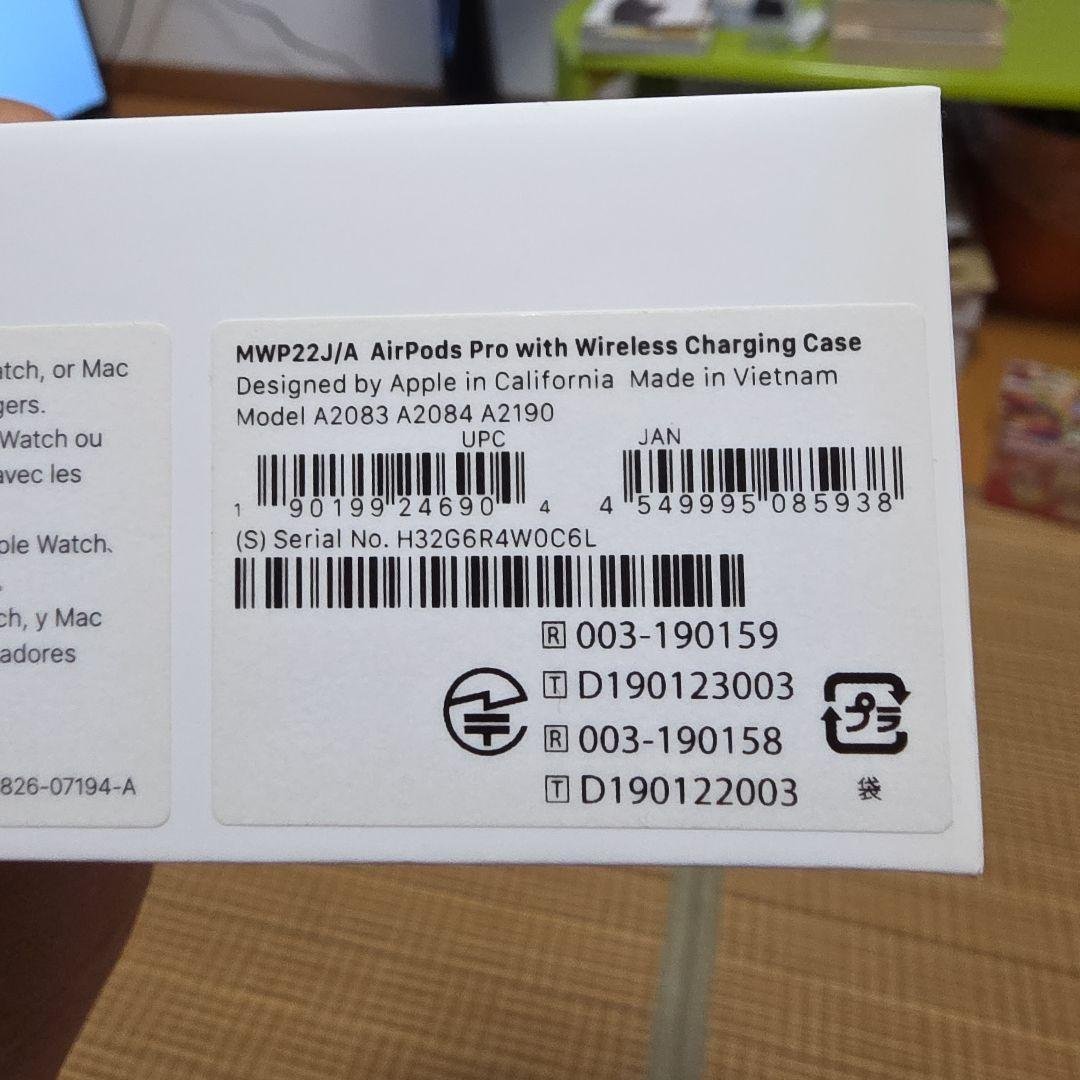 atch, or Mac
gers.
Watch ou
avec les
ple Watch、
ch, y Mac
adores
826-07194-A
MWP22J/A AirPods Pro with Wireless Charging Case
Designed by Apple in California Made in Vietnam
Model A2083 A2084 A2190
UPC JAN
1 90199 24690 4 4 549995 085938
(S) Serial No. H32G6R4W0C6L
R 003-190159
T D190123003
R 003-190158
T D190122003
プラ
袋